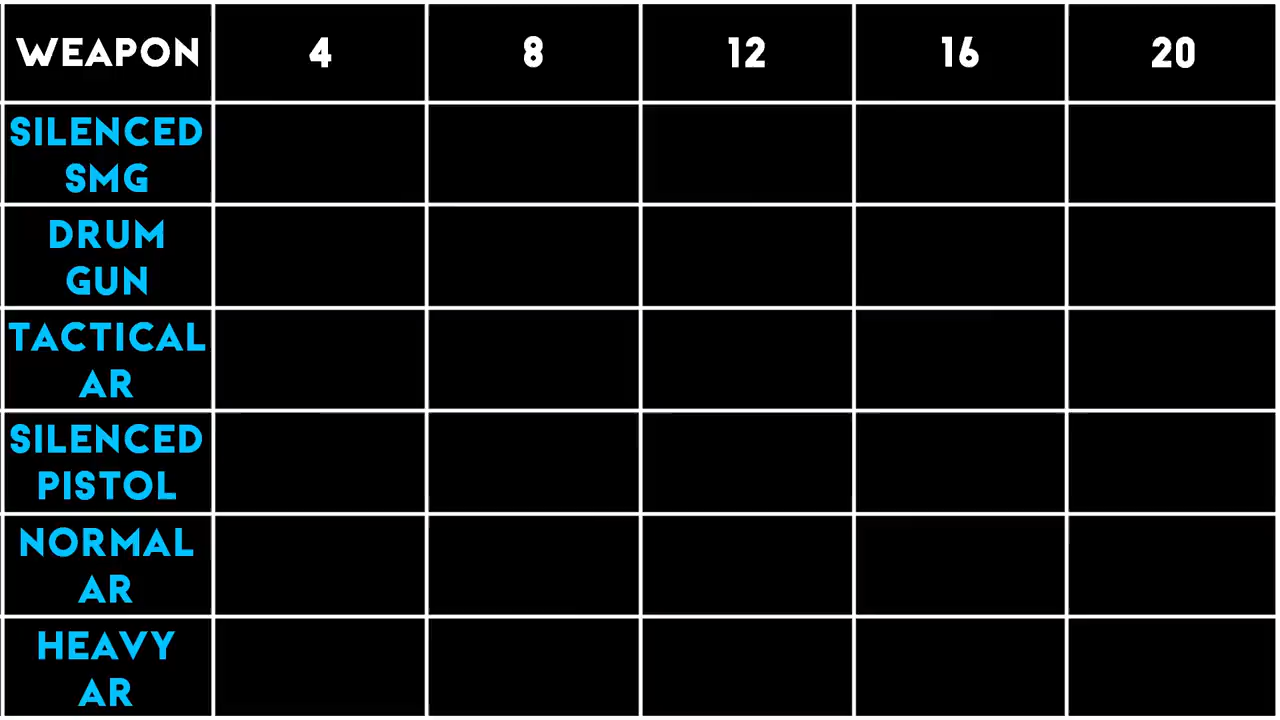 WEAPON 4 8 12 16 20
SILENCED
SMG
DRUM
GUN
TACTICAL
AR
SILENCED
PISTOL
NORMAL
AR
HEAVY
AR